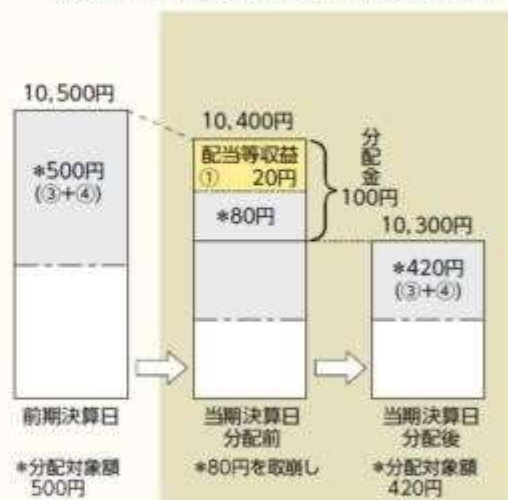 10,500円
*500円
(③+④)
前期決算日
*分配対象額
500円
10,400円
配当等収益
① 20円
*80円
分配金
100円
当期決算日
分配前
*80円を取崩し
10,300円
*420円
(③+④)
当期決算日
分配後
*分配対象額
420円